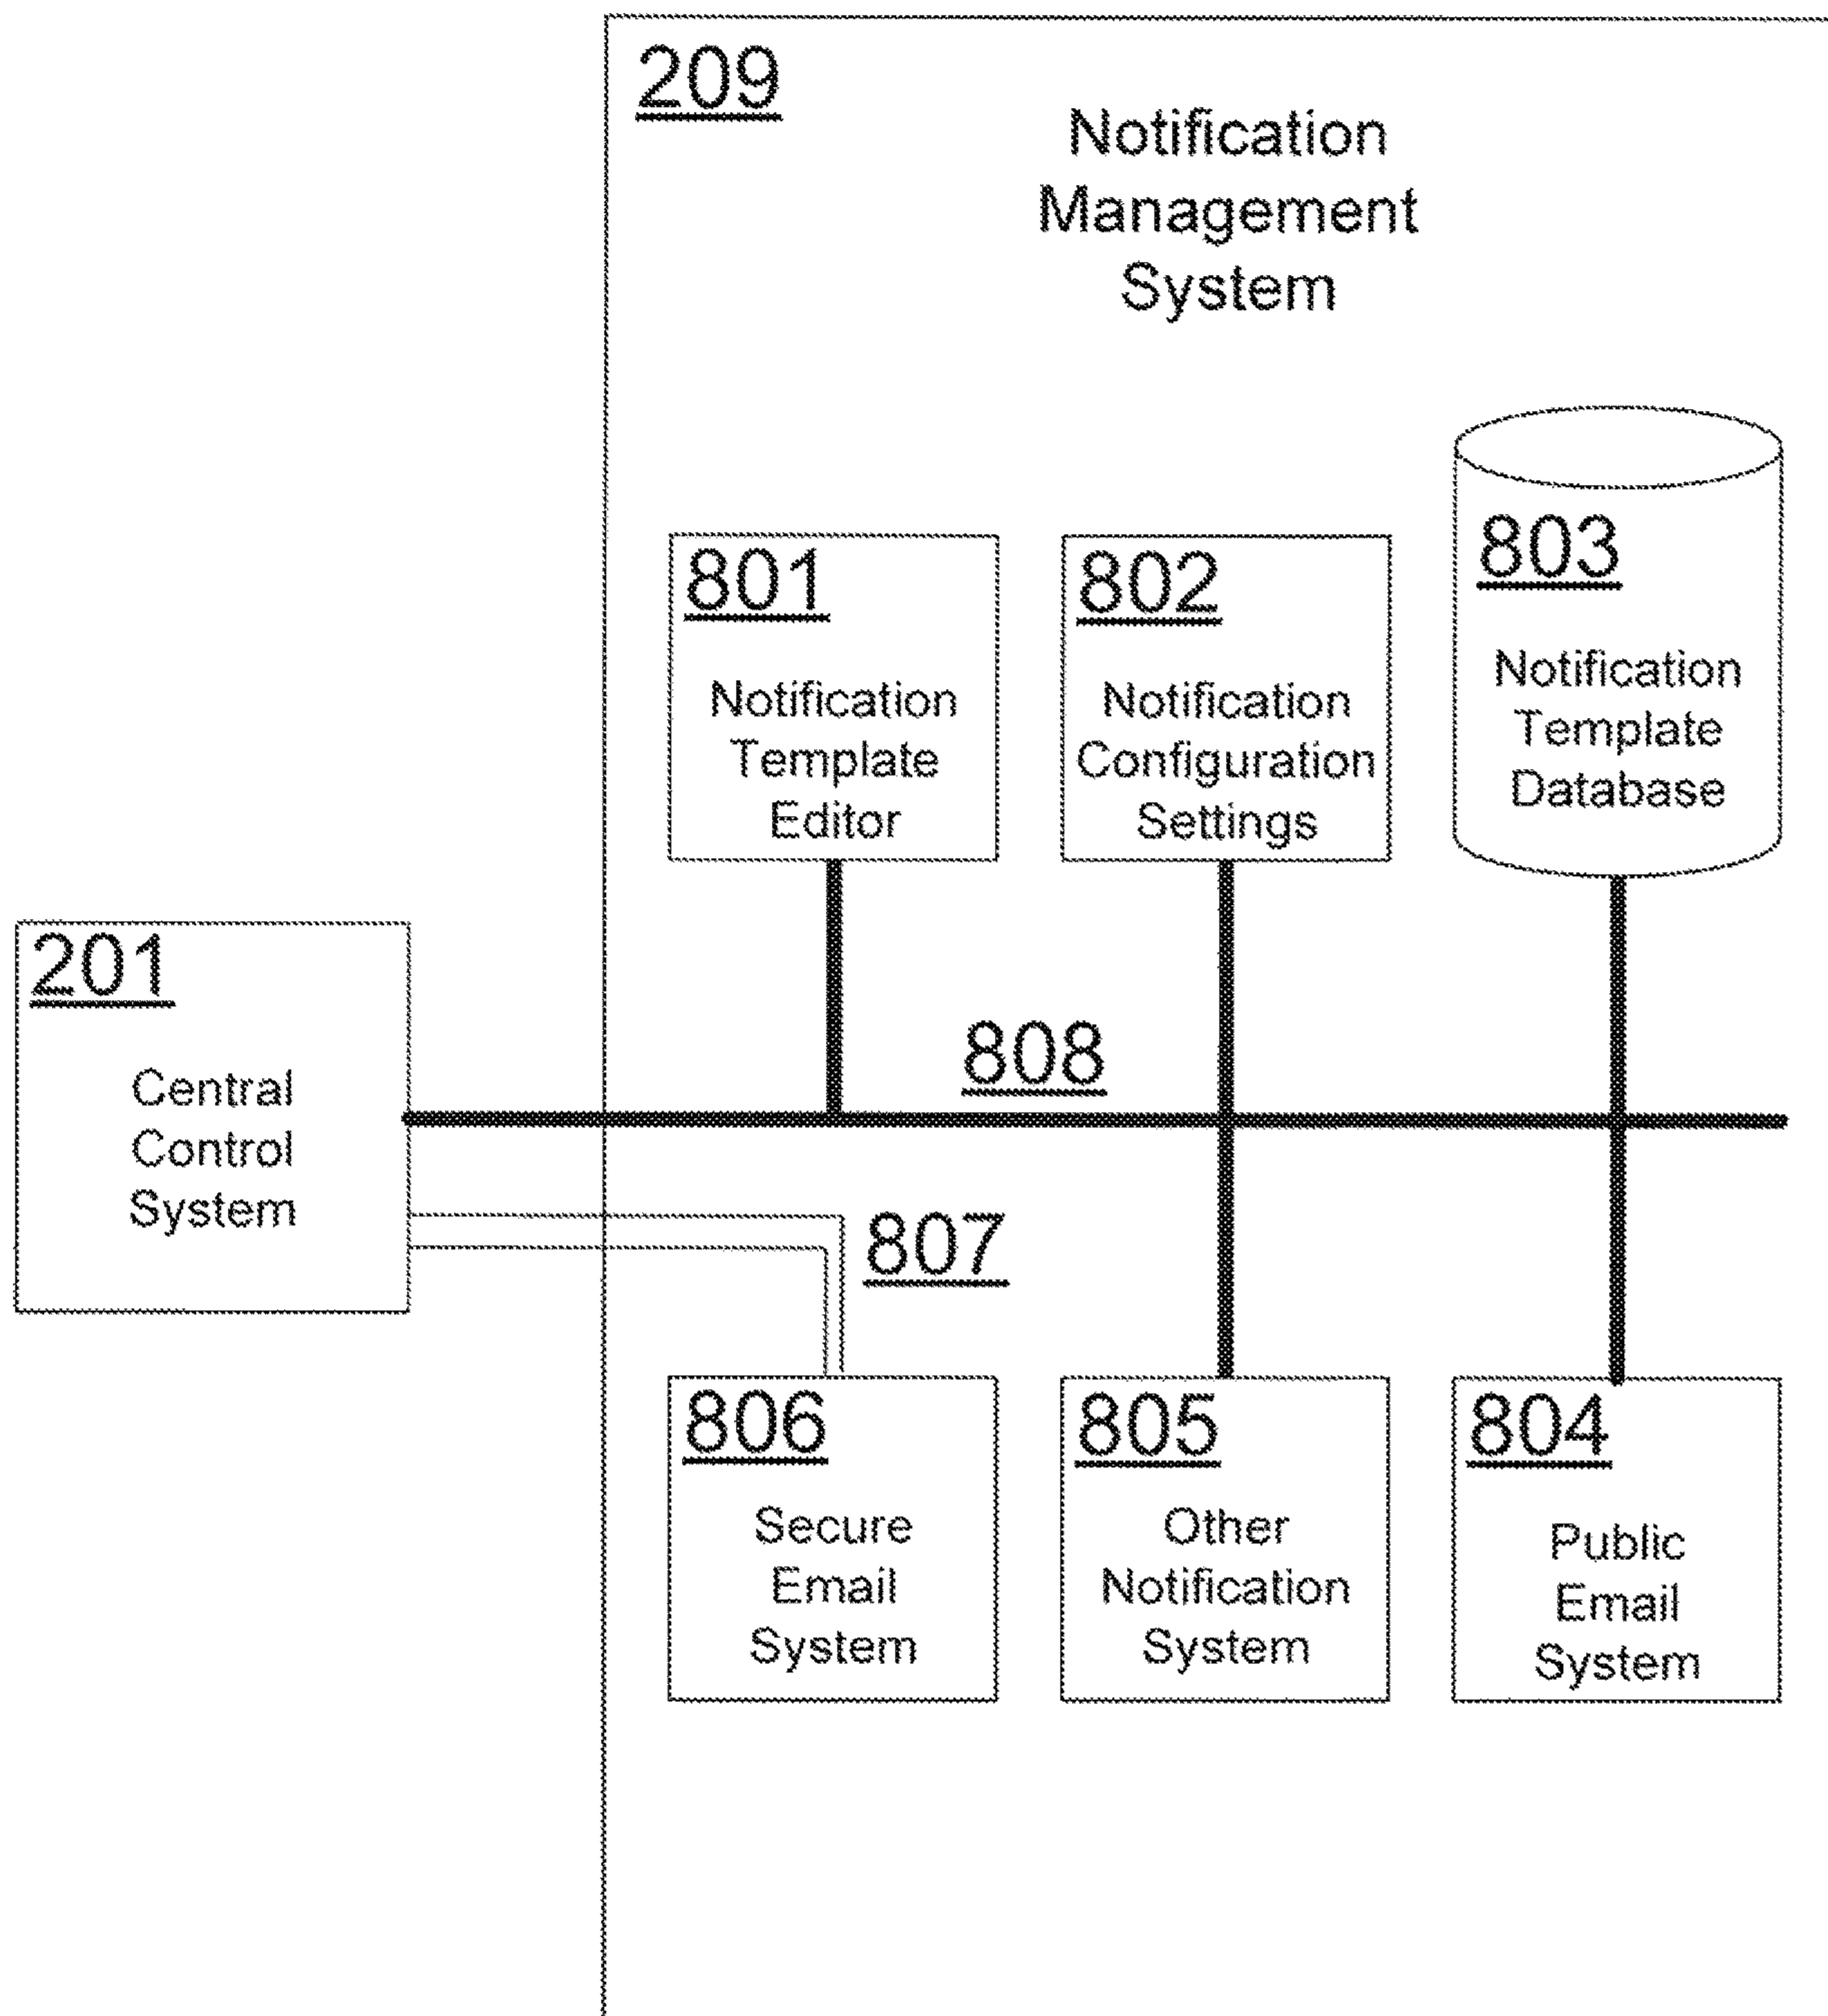 209
Notification
Management
System
801
Notification
Template
Editor
802
Notification
Configuration
Settings
803
Notification
Template
Database
201
Central
Control
System
808
807
806
Secure
Email
System
805
Other
Notification
System
804
Public
Email
System